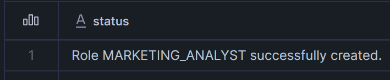 A status
1 Role MARKETING_ANALYST successfully created.